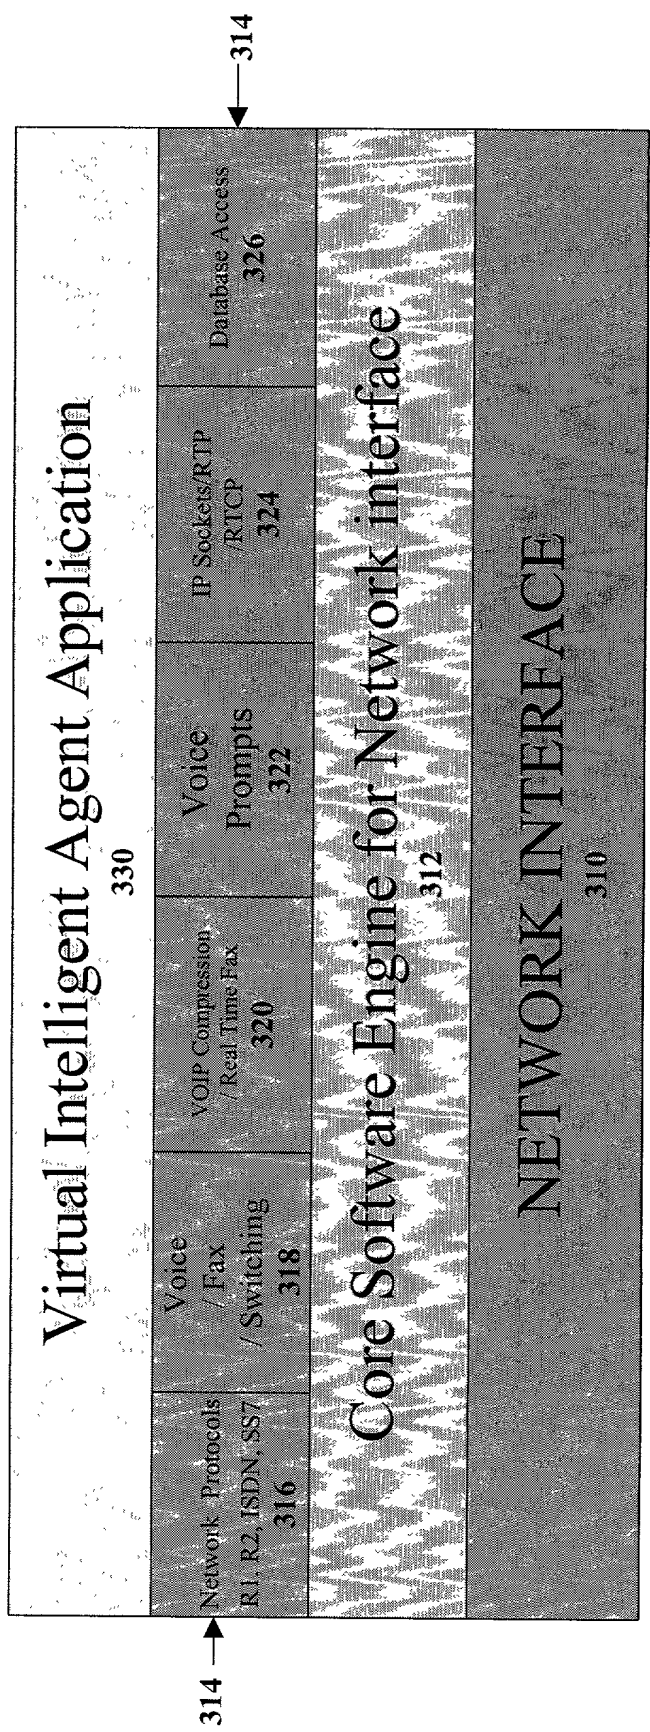 Virtual Intelligent Agent Application
330
314
Network Protocols
R1, R2, ISDN, SS7
316
Voice
/ Fax
/ Switching
318
VOIP Compression
/ Real Time Fax
320
Voice
Prompts
322
IP Sockets/RTP
/RTCP
324
Database Access
326
314
Core Software Engine for Network interface
312
NETWORK INTERFACE
310